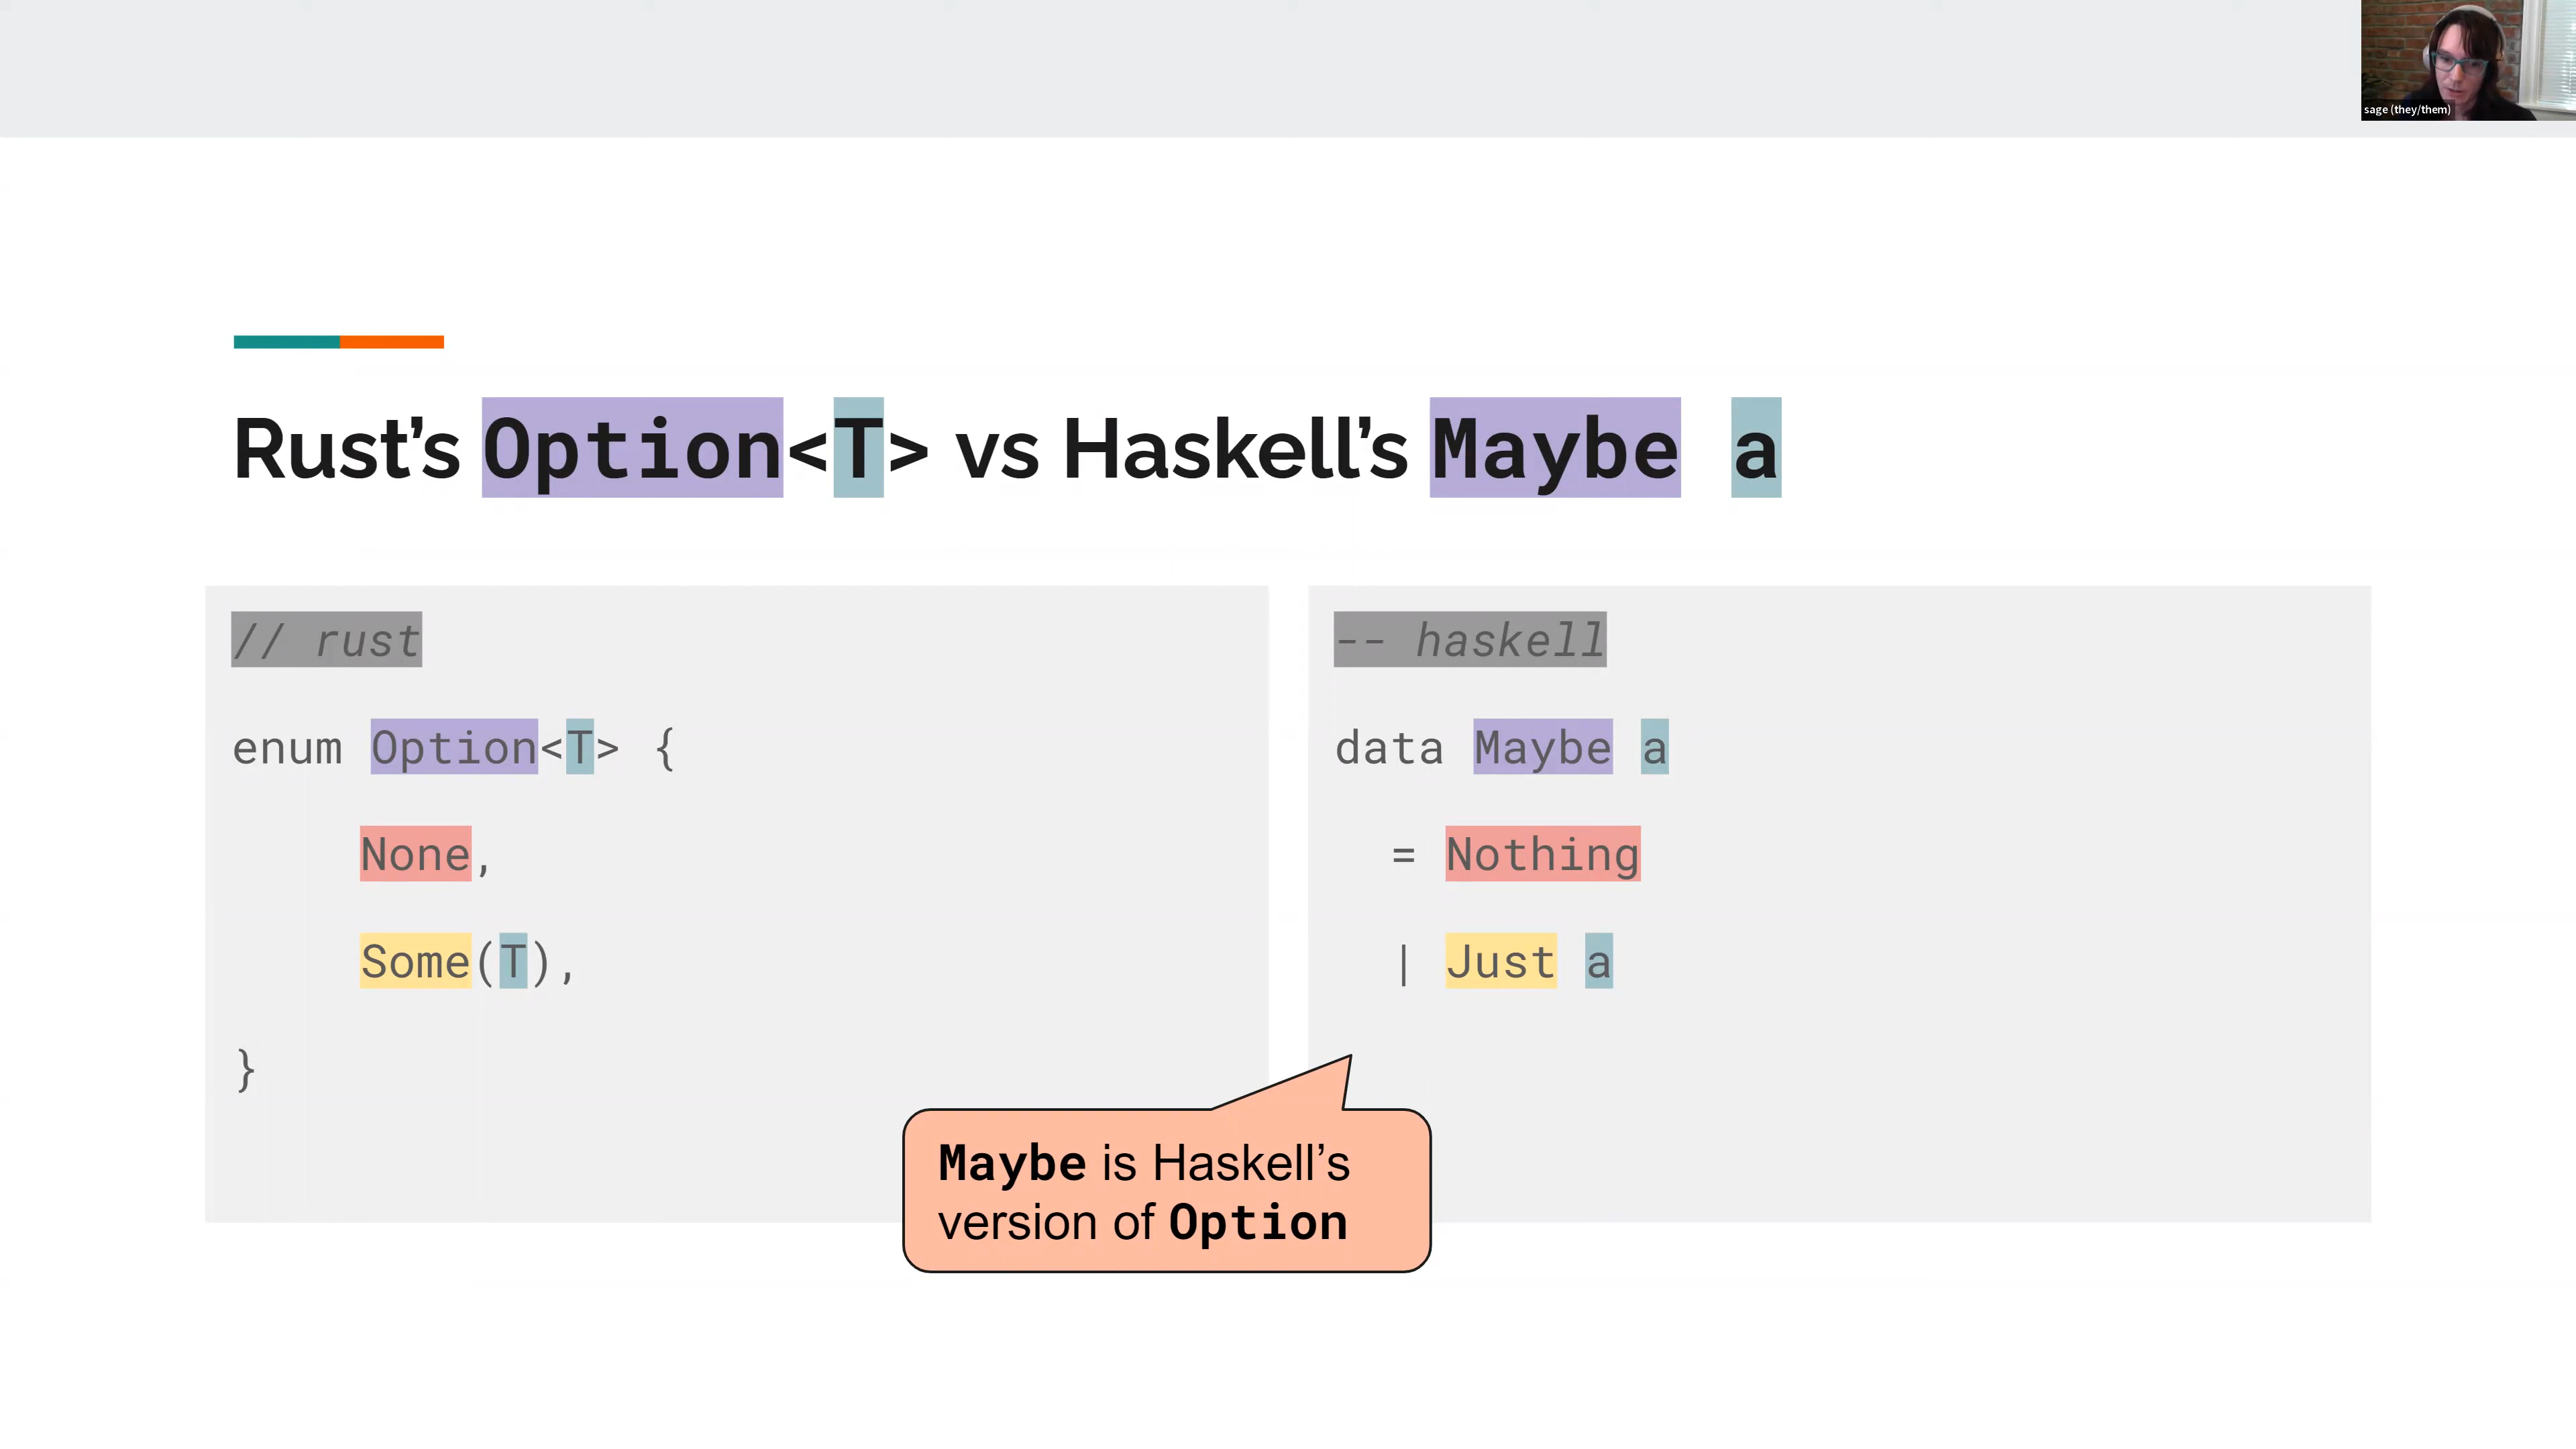 sage (they/them)
Rust’s Option<T> vs Haskell’s Maybe a
// rust
enum Option<T> {
None,
Some(T),
}
-- haskell
data Maybe a
= Nothing
| Just a
Maybe is Haskell’s
version of Option